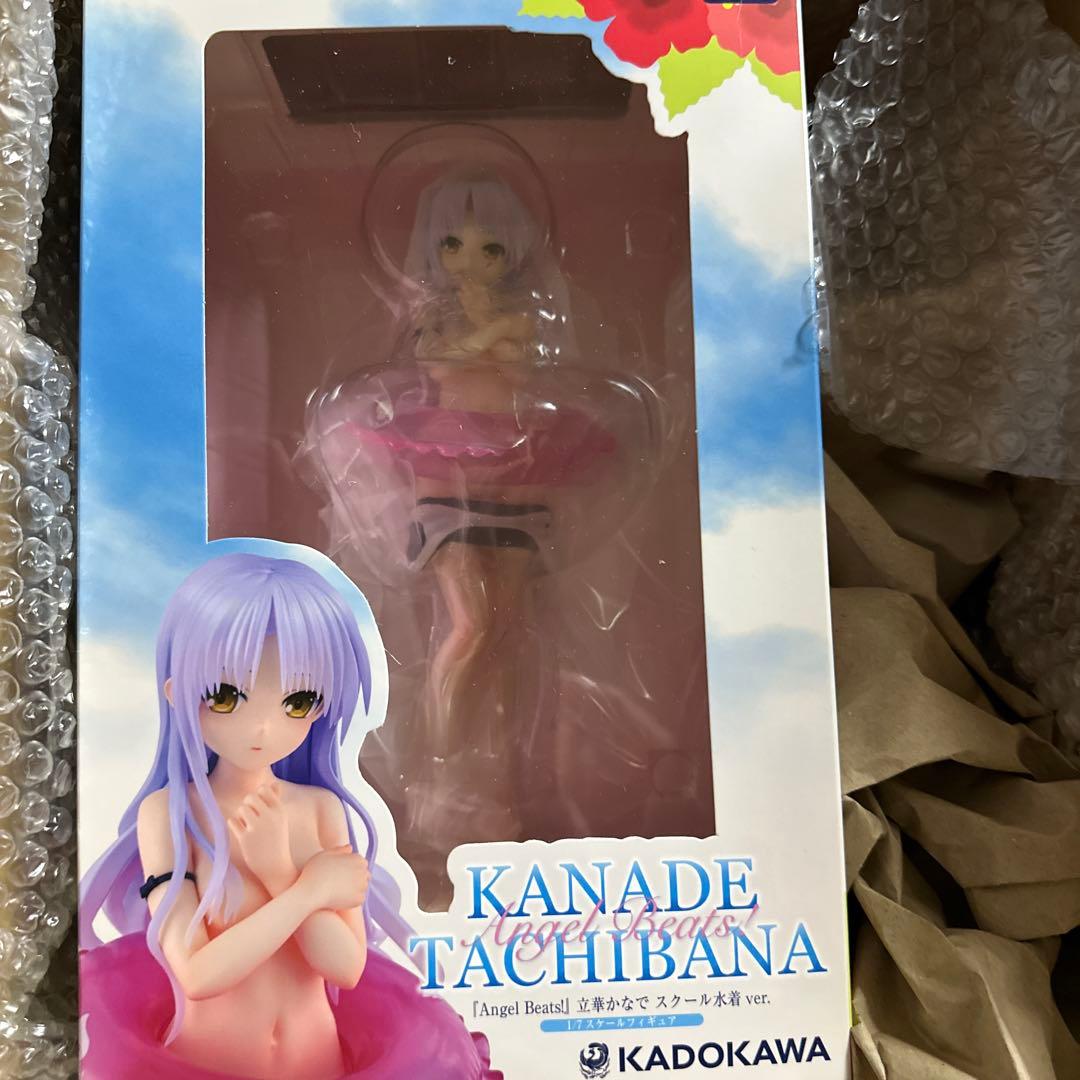 KANADE
Angel Beats!
TACHIBANA
『Angel Beats!』立華かなで スクール水着 ver.
1/7スケールフィギュア
KADOKAWA